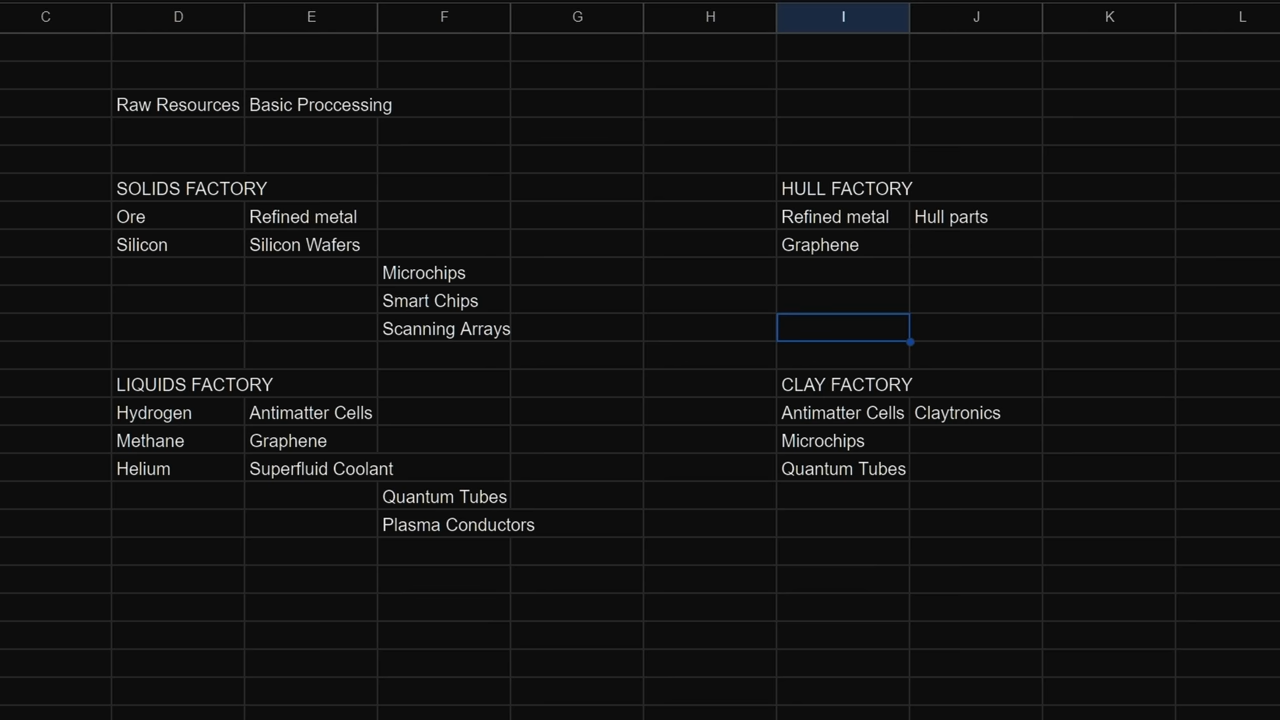 C D E F G H I J K L
Raw Resources Basic Proccessing
SOLIDS FACTORY HULL FACTORY
Ore Refined metal Refined metal Hull parts
Silicon Silicon Wafers Graphene
Microchips
Smart Chips
Scanning Arrays
LIQUIDS FACTORY CLAY FACTORY
Hydrogen Antimatter Cells Antimatter Cells Claytronics
Methane Graphene Microchips
Helium Superfluid Coolant Quantum Tubes
Quantum Tubes
Plasma Conductors